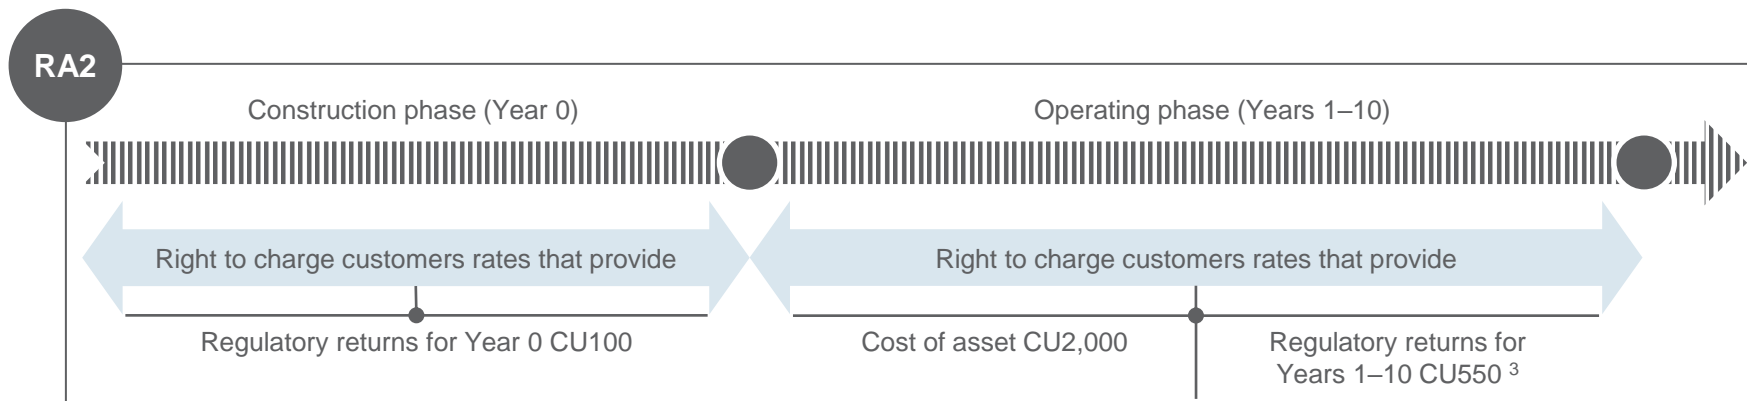 RA2
Construction phase (Year 0)
Operating phase (Years 1–10)
Right to charge customers rates that provide
Right to charge customers rates that provide
Regulatory returns for Year 0 CU100
Cost of asset CU2,000
Regulatory returns for
Years 1–10 CU550 3